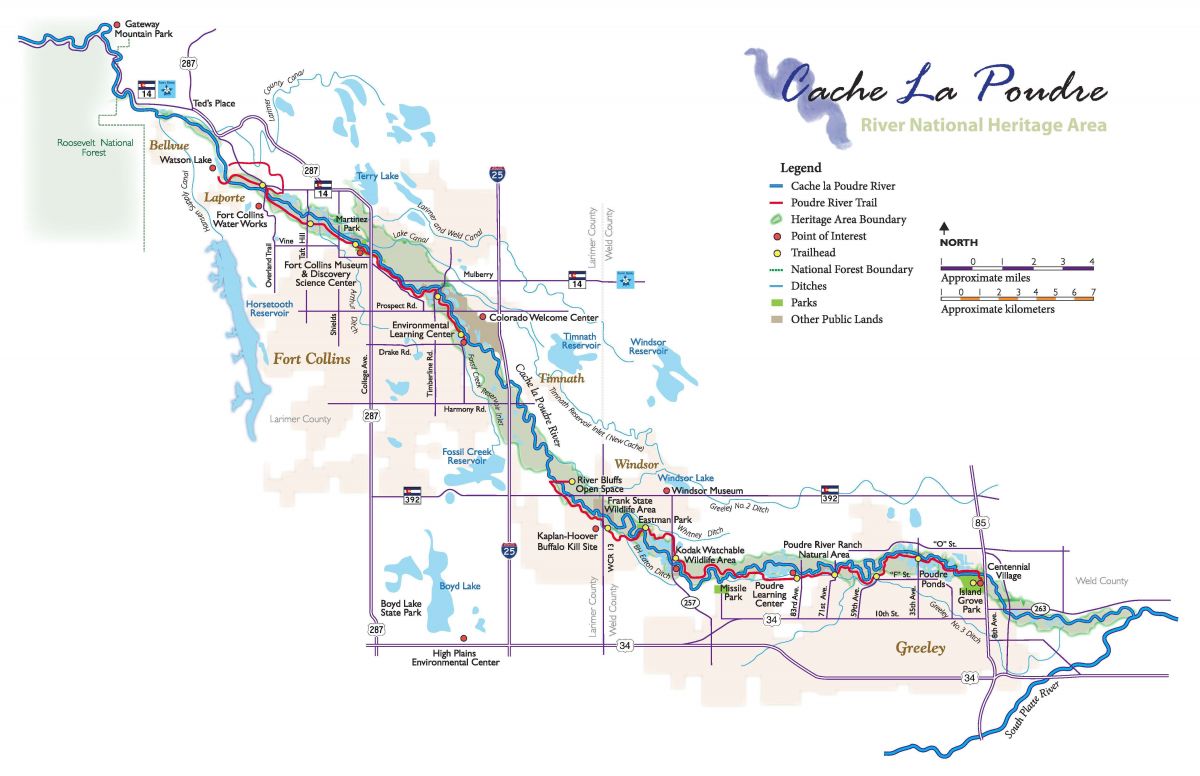 Gateway
Mountain Park
287
14
Ted's Place
Larimer County Canal
Roosevelt National
Forest
Bellvue
Watson Lake
287
14
Terry Lake
25
Laporte
Hansen Supply Canal
Fort Collins
Water Works
Martinez
Park
Larimer and Weld Canal
Lake Canal
Larimer County
Weld County
Overland Trail
Vine
Taft Hill
Fort Collins Museum
& Discovery
Science Center
Mulberry
14
Horsetooth
Reservoir
Shields
Arthur Ditch
Prospect Rd.
Colorado Welcome Center
Environmental
Learning Center
Timnath
Reservoir
Windsor
Reservoir
Fort Collins
College Ave.
Drake Rd.
Timberline Rd.
Fossil Creek Reservoir Inlet
Cache la Poudre River
Timnath
Timnath Reservoir Inlet (New Cache)
Harmony Rd.
287
Larimer County
Fossil Creek
Reservoir
Windsor
River Bluffs
Open Space
Windsor Lake
Windsor Museum
392
392
Frank State
Wildlife Area
Greeley No. 2 Ditch
Eastman Park
Whitney Ditch
Kaplan-Hoover
Buffalo Kill Site
WCR 13
BH Eaton Ditch
Kodak Watchable
Wildlife Area
25
Poudre River Ranch
Natural Area
"O" St.
85
Boyd Lake
Boyd Lake
State Park
Larimer County
Weld County
257
Missile
Park
Poudre
Learning
Center
83rd Ave.
71st Ave.
59th Ave.
"F" St.
35th Ave.
Poudre
Ponds
Island
Grove
Park
Centennial
Village
Weld County
10th St.
34
Greeley No. 3 Ditch
8th Ave.
263
287
High Plains
Environmental Center
34
Greeley
34
South Platte River
Cache La Poudre
River National Heritage Area
Legend
Cache la Poudre River
Poudre River Trail
Heritage Area Boundary
Point of Interest
Trailhead
National Forest Boundary
Ditches
Parks
Other Public Lands
NORTH
1 0 1 2 3 4
Approximate miles
1 0 1 2 3 4 5 6 7
Approximate kilometers